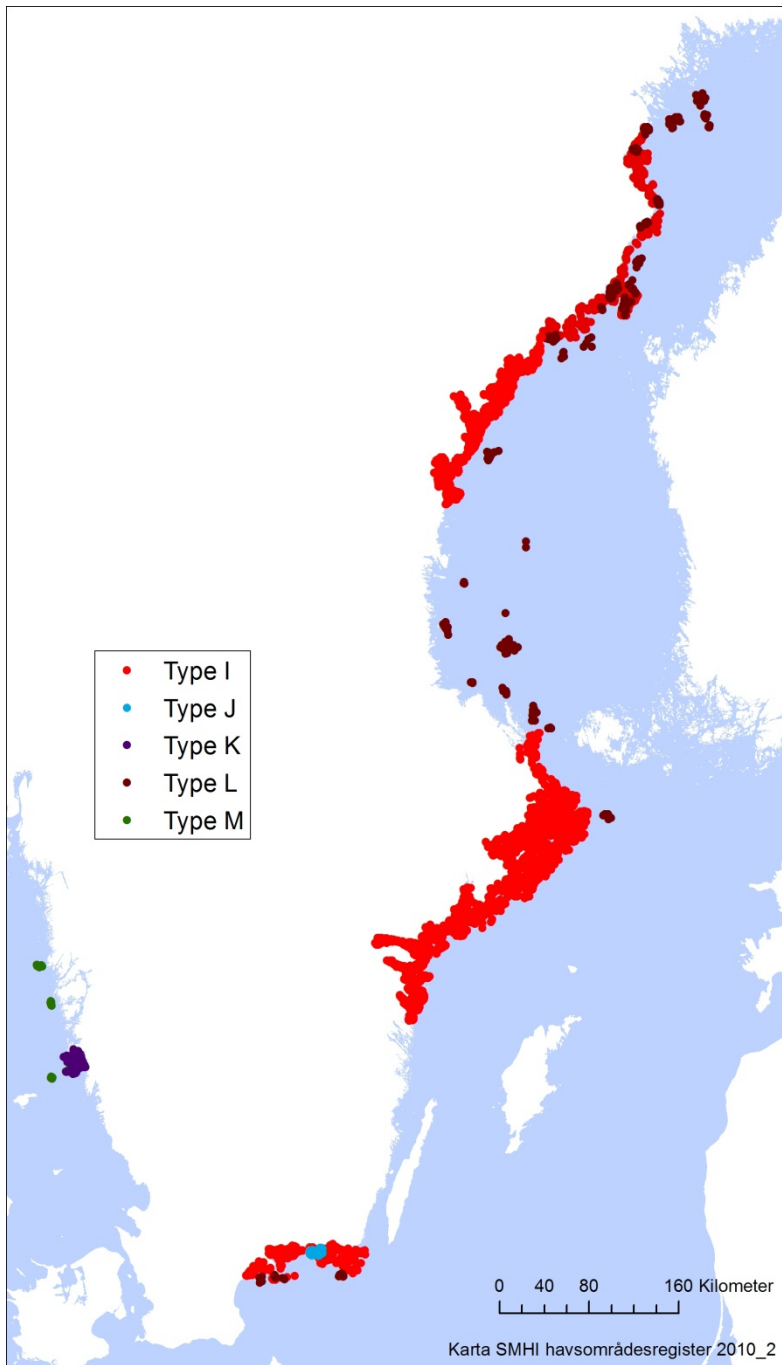 Type I
Type J
Type K
Type L
Type M
0 40 80 160 Kilometer
Karta SMHI havsområdesregister 2010_2